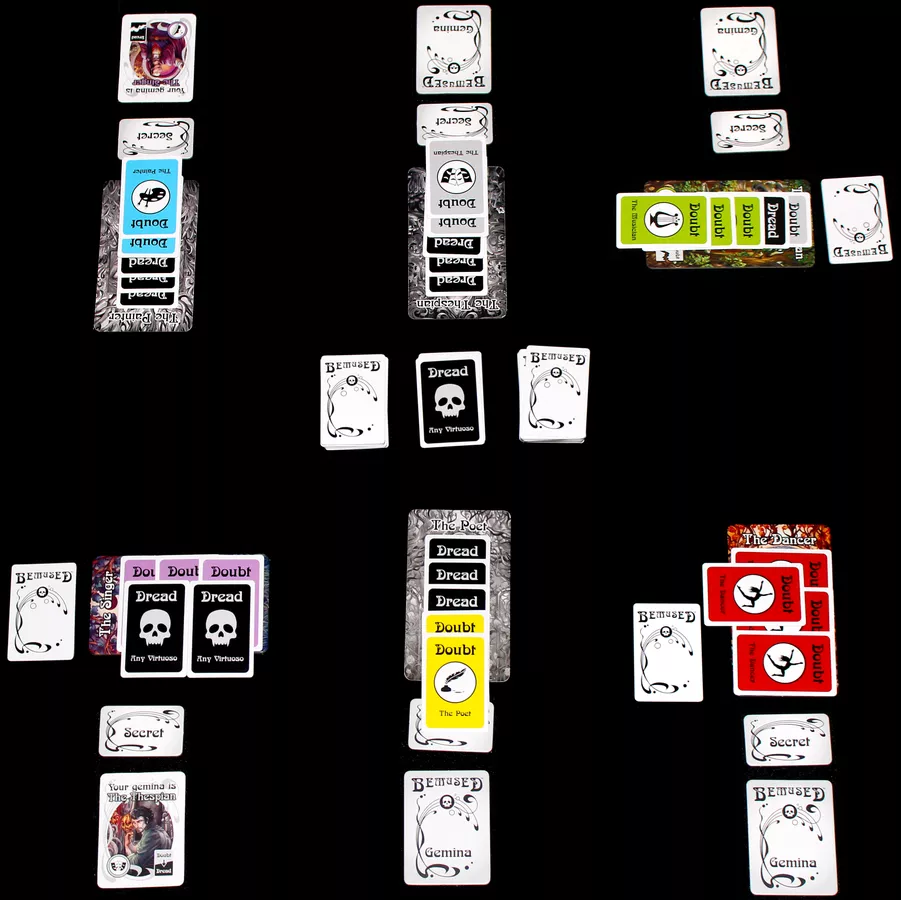 Your gemina is
The Singer
Dread
Secret
The Painter
Doubt
Doubt
Dread
Dread
Dread
The Painter
BEMUSED
Gemina
Secret
The Thespian
Doubt
Doubt
Dread
Dread
Dread
The Thespian
BEMUSED
Gemina
Secret
The Musician
Doubt
Doubt
Doubt
Dread
Doubt
BEMUSED
BEMUSED
Dread
Any Virtuoso
BEMUSED
BEMUSED
The Singer
Dou
Doubt
Doubt
Dread
Any Virtuoso
Dread
Any Virtuoso
Secret
Your gemina is
The Thespian
Doubt
Dread
The Poet
Dread
Dread
Dread
Doubt
Doubt
The Poet
BEMUSED
Gemina
The Dancer
Doubt
The Dancer
Doubt
Doubt
The Dancer
Doubt
BEMUSED
Secret
BEMUSED
Gemina